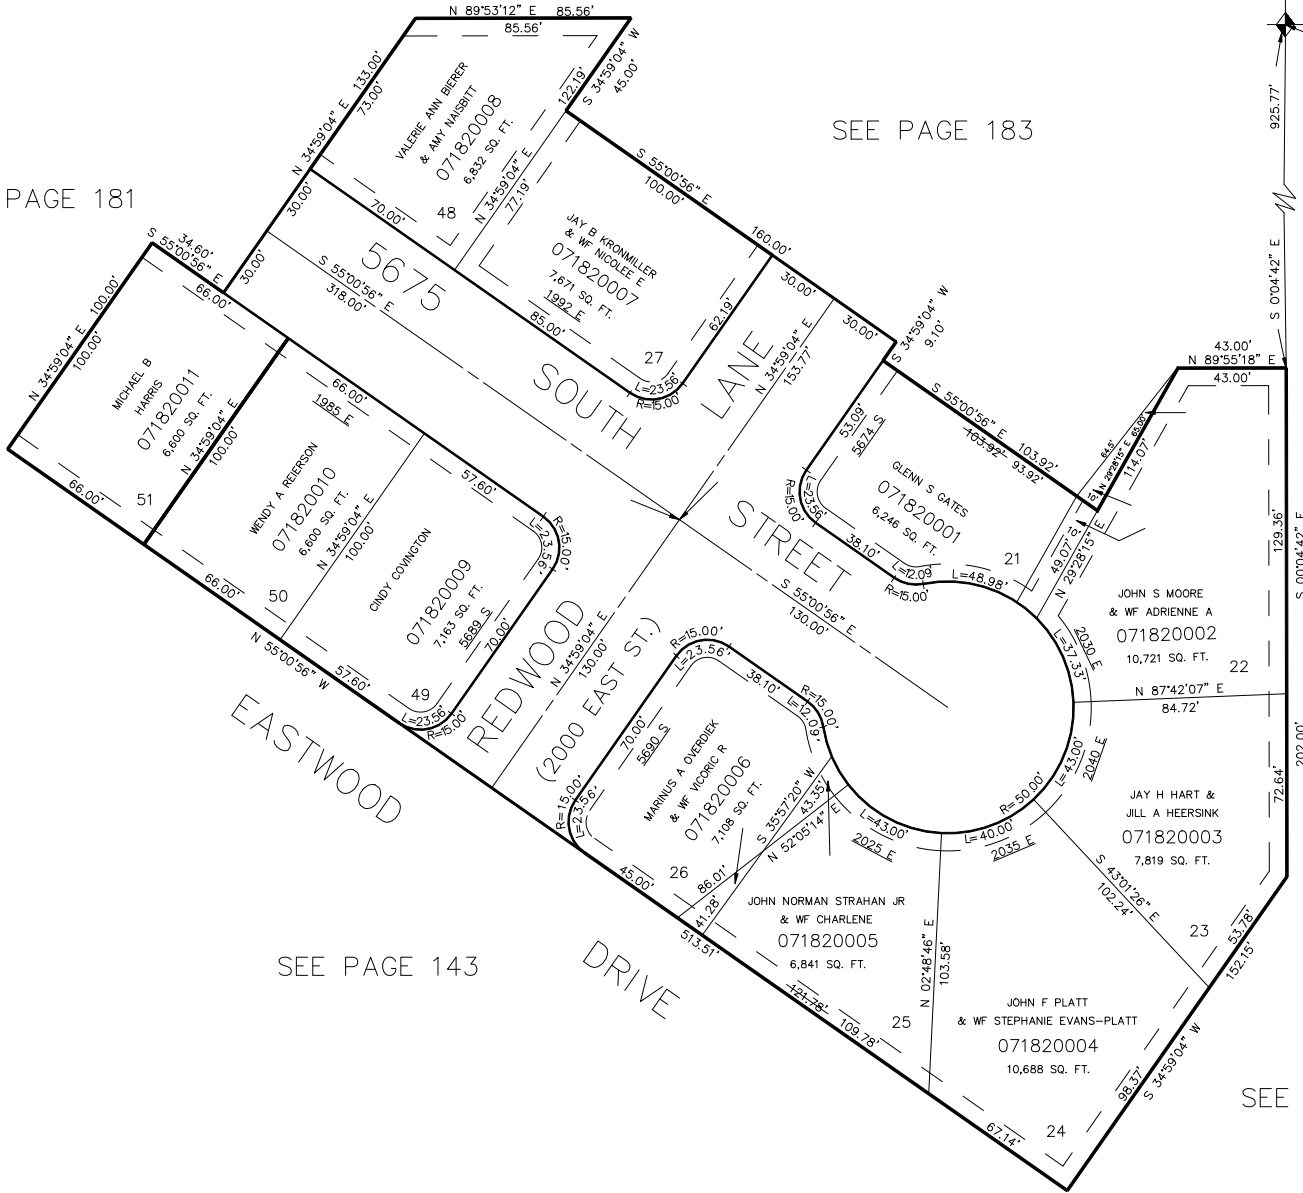 N 89°53'12" E 85.56'
85.56'
N 34°59'04" E 133.00'
73.00'
VALERIE ANN BIERER
& AMY NAISBITT
071820008
6,832 SQ. FT.
48
122.19'
S 34°59'04" W
45.00'
925.77'
SEE PAGE 183
PAGE 181
S 55°00'56" E
34.60'
66.00'
30.00'
30.00'
70.00'
N 34°59'04" E
77.19'
S 55°00'56" E
100.00'
160.00'
JAY B KRONMILLER
& WF NICOLEE E
071820007
7,671 SQ. FT.
1992 E
27
85.00'
62.19'
L=23.56'
R=15.00'
5675
SOUTH
STREET
S 55°00'56" E
318.00'
LANE
30.00'
30.00'
N 34°59'04" E
153.77'
S 34°59'04" W
9.10'
S 0°04'42" E
43.00'
N 89°55'18" E
43.00'
N 34°59'04" E 100.00'
100.00'
MICHAEL B
HARRIS
071820011
6,600 SQ. FT.
51
66.00'
N 34°59'04" E
100.00'
66.00'
1985 E
WENDY A REIERSON
071820010
6,600 SQ. FT.
50
66.00'
N 34°59'04" E
100.00'
57.60'
CINDY COVINGTON
071820009
7,163 SQ. FT.
5689 S
70.00'
49
57.60'
L=23.56'
R=15.00'
R=15.00'
L=23.56'
N 55°00'56" W
EASTWOOD
DRIVE
REDWOOD
(2000 EAST ST.)
N 34°59'04" E
130.00'
S 55°00'56" E
130.00'
S 55°00'56" E 103.92'
103.92'
93.92'
53.09'
5674 S
GLENN S GATES
071820001
6,246 SQ. FT.
21
R=15.00'
L=23.56'
38.10'
L=12.09'
R=15.00'
L=48.98'
64.5'
N 29°28'15" E 65.00'
114.07'
10'
10'
49.07'
N 29°28'15" E
JOHN S MOORE
& WF ADRIENNE A
071820002
10,721 SQ. FT.
22
129.36'
S 00°04'42" E
202.00'
L=37.33'
2030 E
N 87°42'07" E
84.72'
L=43.00'
2040 E
R=50.00'
JAY H HART &
JILL A HEERSINK
071820003
7,819 SQ. FT.
72.64'
23
S 43°01'26" E
102.24'
53.78'
152.15'
S 34°59'04" W
98.37'
L=40.00'
2035 E
JOHN F PLATT
& WF STEPHANIE EVANS-PLATT
071820004
10,688 SQ. FT.
24
67.14'
N 02°48'46" E
103.58'
L=43.00'
2025 E
JOHN NORMAN STRAHAN JR
& WF CHARLENE
071820005
6,841 SQ. FT.
25
121.78'
109.78'
R=15.00'
L=23.56'
38.10'
R=15.00'
L=12.09'
70.00'
5690 S
MARINUS A OVERDIEK
& WF VICORIC R
071820006
7,108 SQ. FT.
26
R=15.00'
L=23.56'
45.00'
S 35°57'20" W
43.35'
N 52°05'14" E
86.01'
41.28'
513.51'
SEE PAGE 143
SEE